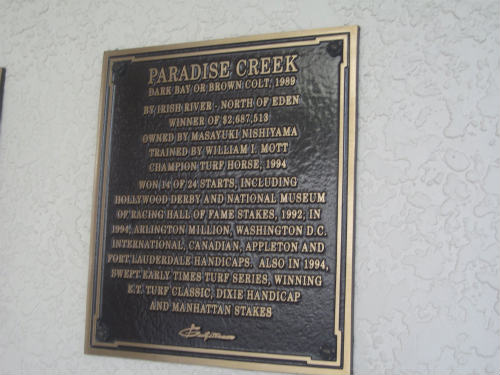 PARADISE CREEK
DARK BAY OR BROWN COLT, 1989
BY IRISH RIVER - NORTH OF EDEN
WINNER OF $2,687,513
OWNED BY MASAYUKI NISHIYAMA
TRAINED BY WILLIAM I. MOTT
CHAMPION TURF HORSE, 1994
WON 14 OF 24 STARTS, INCLUDING
HOLLYWOOD DERBY AND NATIONAL MUSEUM
OF RACING HALL OF FAME STAKES, 1992; IN
1994, ARLINGTON MILLION, WASHINGTON D.C.
INTERNATIONAL, CANADIAN, APPLETON AND
FORT LAUDERDALE HANDICAPS. ALSO IN 1994,
SWEPT EARLY TIMES TURF SERIES, WINNING
E.T. TURF CLASSIC, DIXIE HANDICAP
AND MANHATTAN STAKES